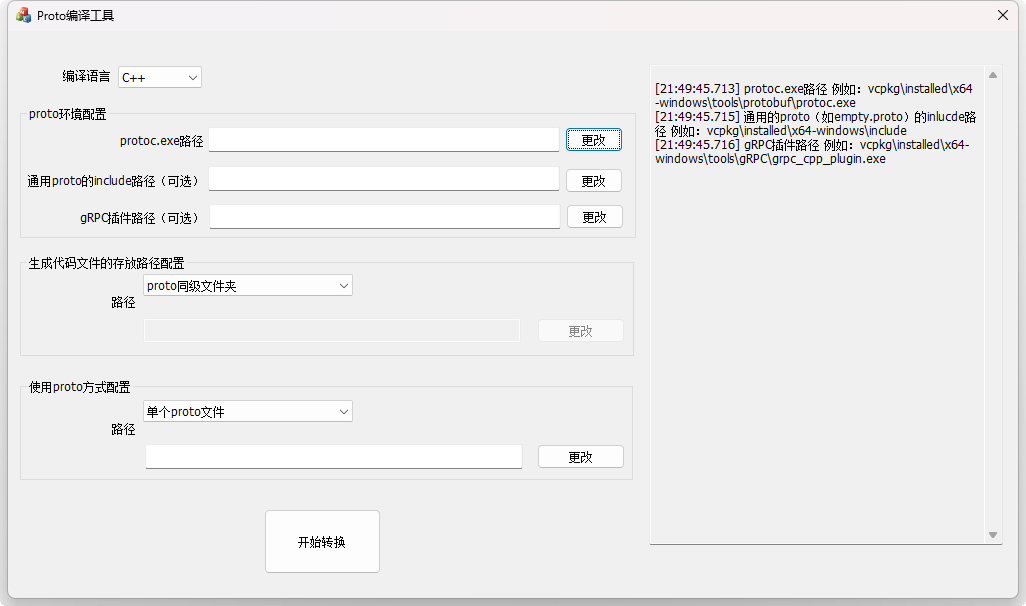 Proto编译工具
编译语言 C++
proto环境配置
protoc.exe路径 更改
通用proto的include路径（可选） 更改
gRPC插件路径（可选） 更改
生成代码文件的存放路径配置
proto同级文件夹
路径
更改
使用proto方式配置
单个proto文件
路径
更改
开始转换
[21:49:45.713] protoc.exe路径 例如：vcpkg\installed\x64
-windows\tools\protobuf\protoc.exe
[21:49:45.715] 通用的proto（如empty.proto）的inlucde路
径 例如：vcpkg\installed\x64-windows\include
[21:49:45.716] gRPC插件路径 例如：vcpkg\installed\x64-
windows\tools\gRPC\grpc_cpp_plugin.exe